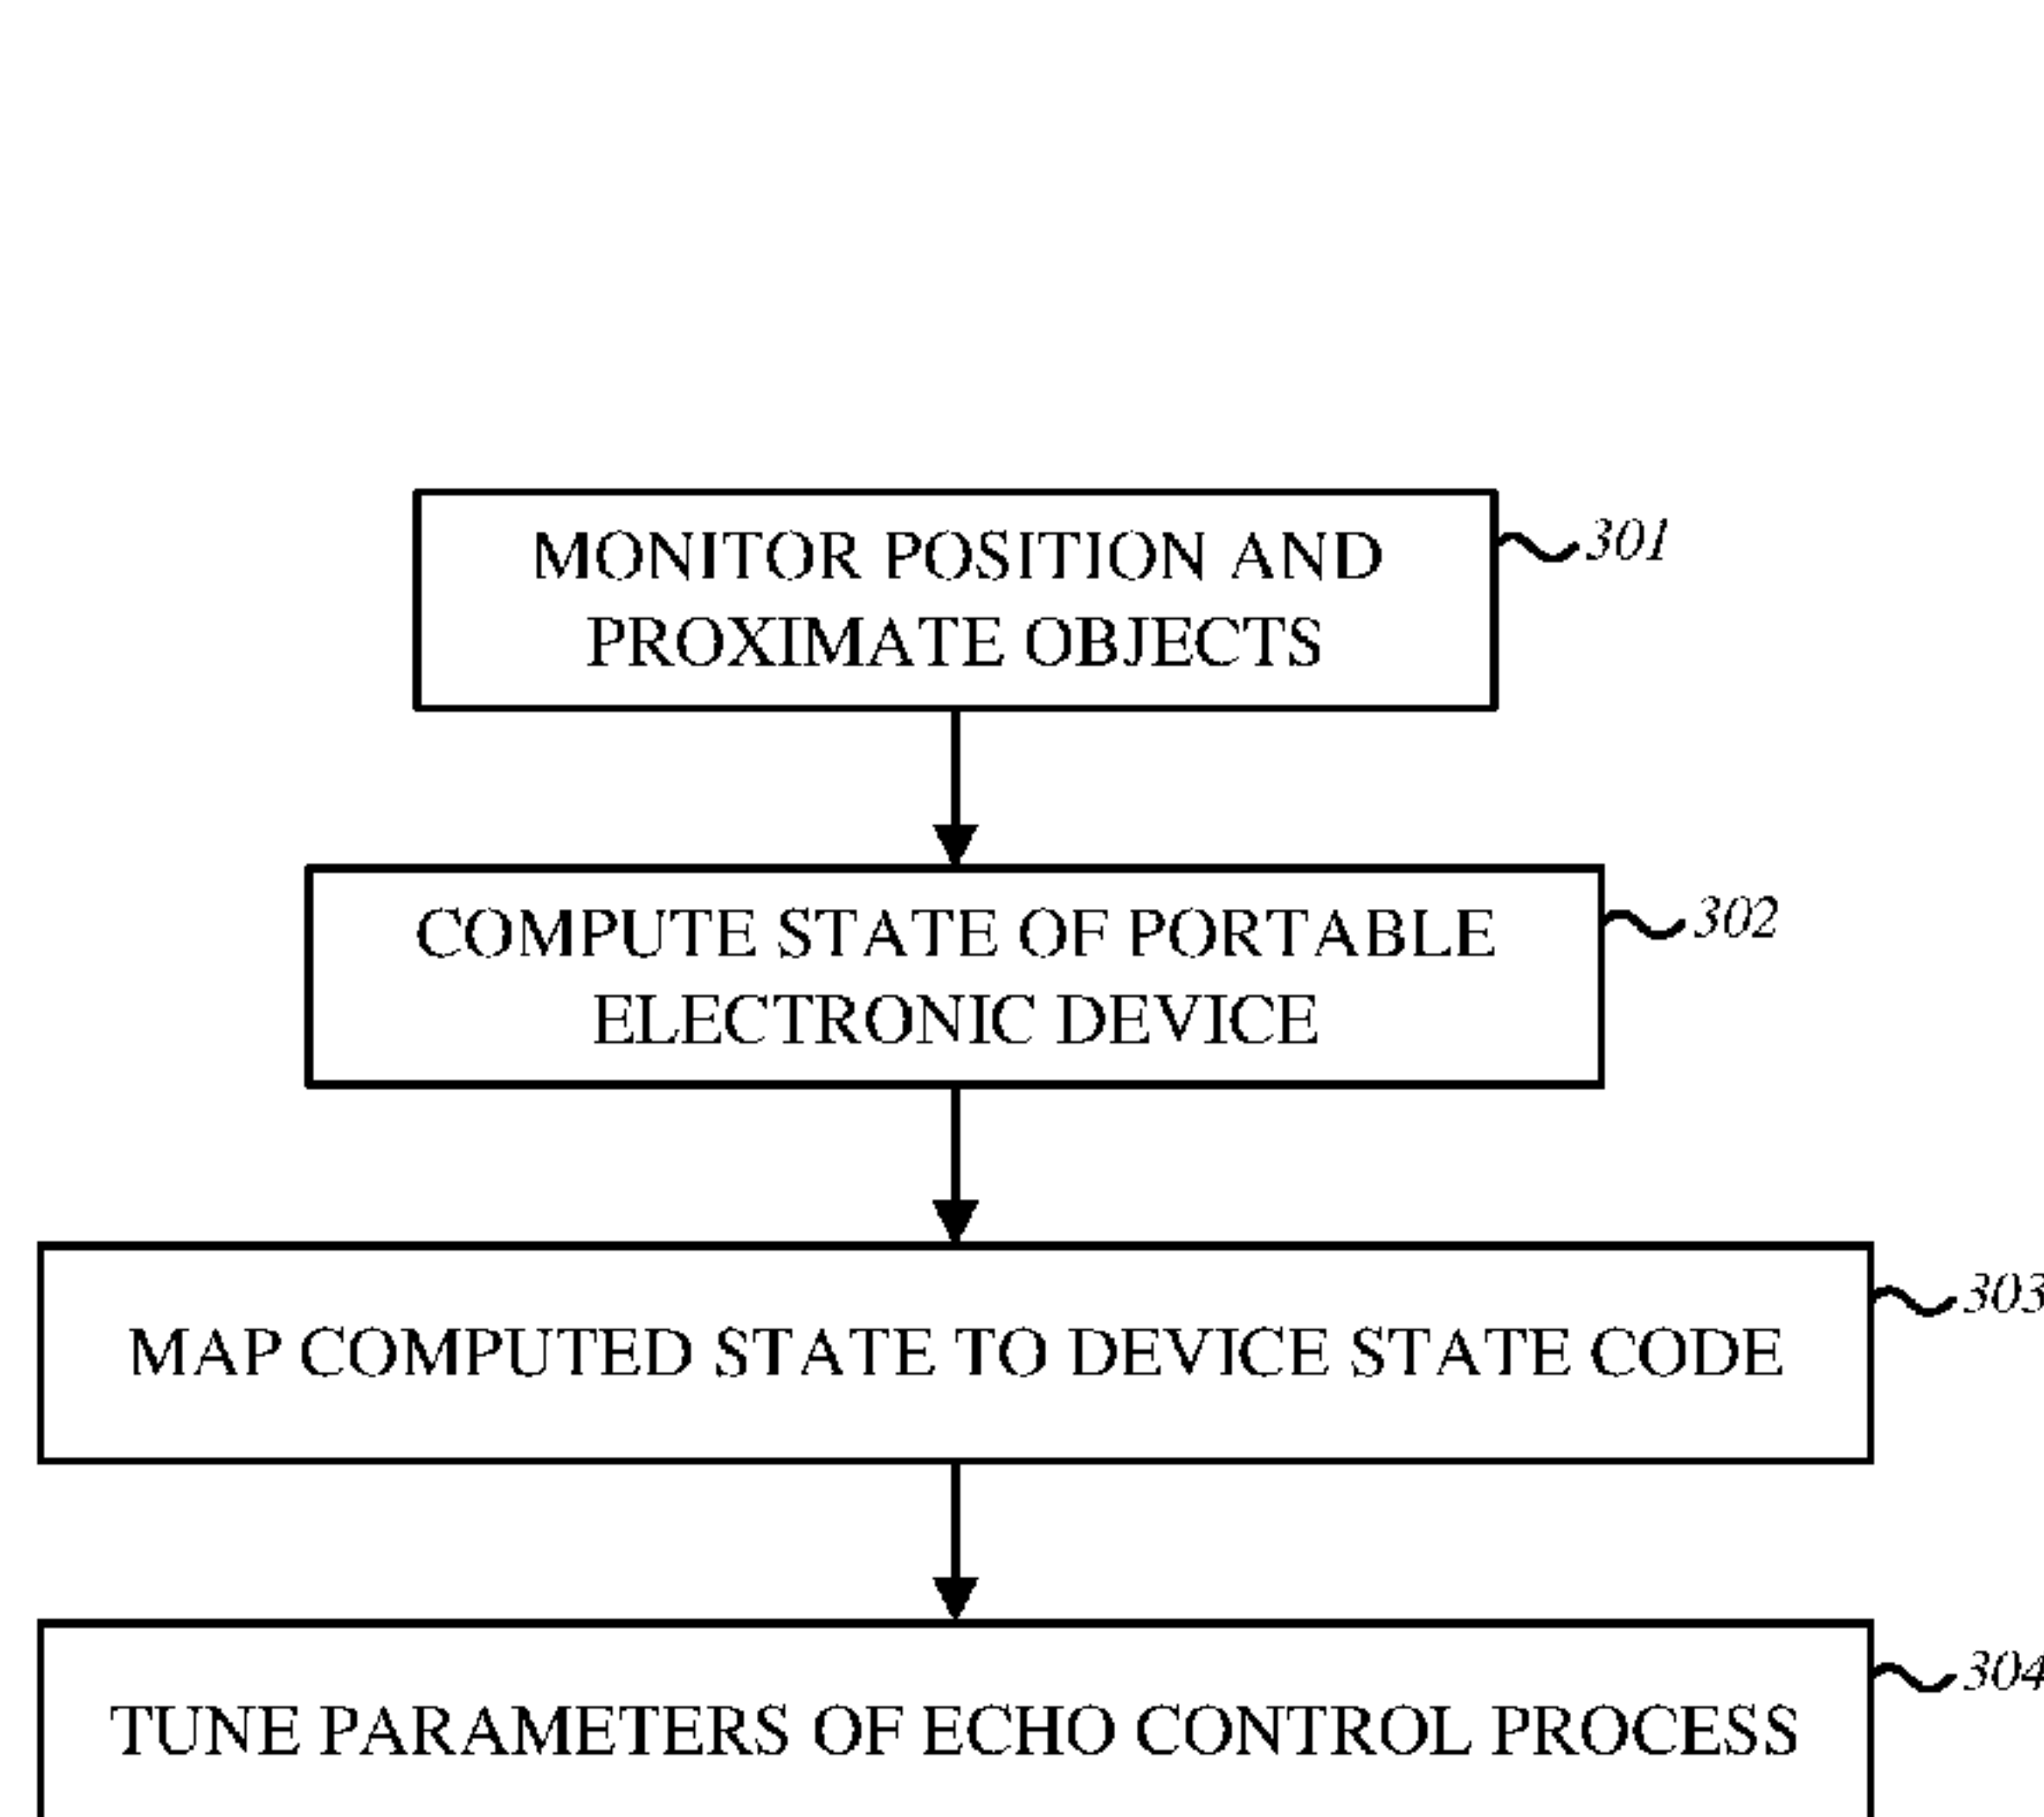 MONITOR POSITION AND
PROXIMATE OBJECTS
301
COMPUTE STATE OF PORTABLE
ELECTRONIC DEVICE
302
MAP COMPUTED STATE TO DEVICE STATE CODE
303
TUNE PARAMETERS OF ECHO CONTROL PROCESS
304